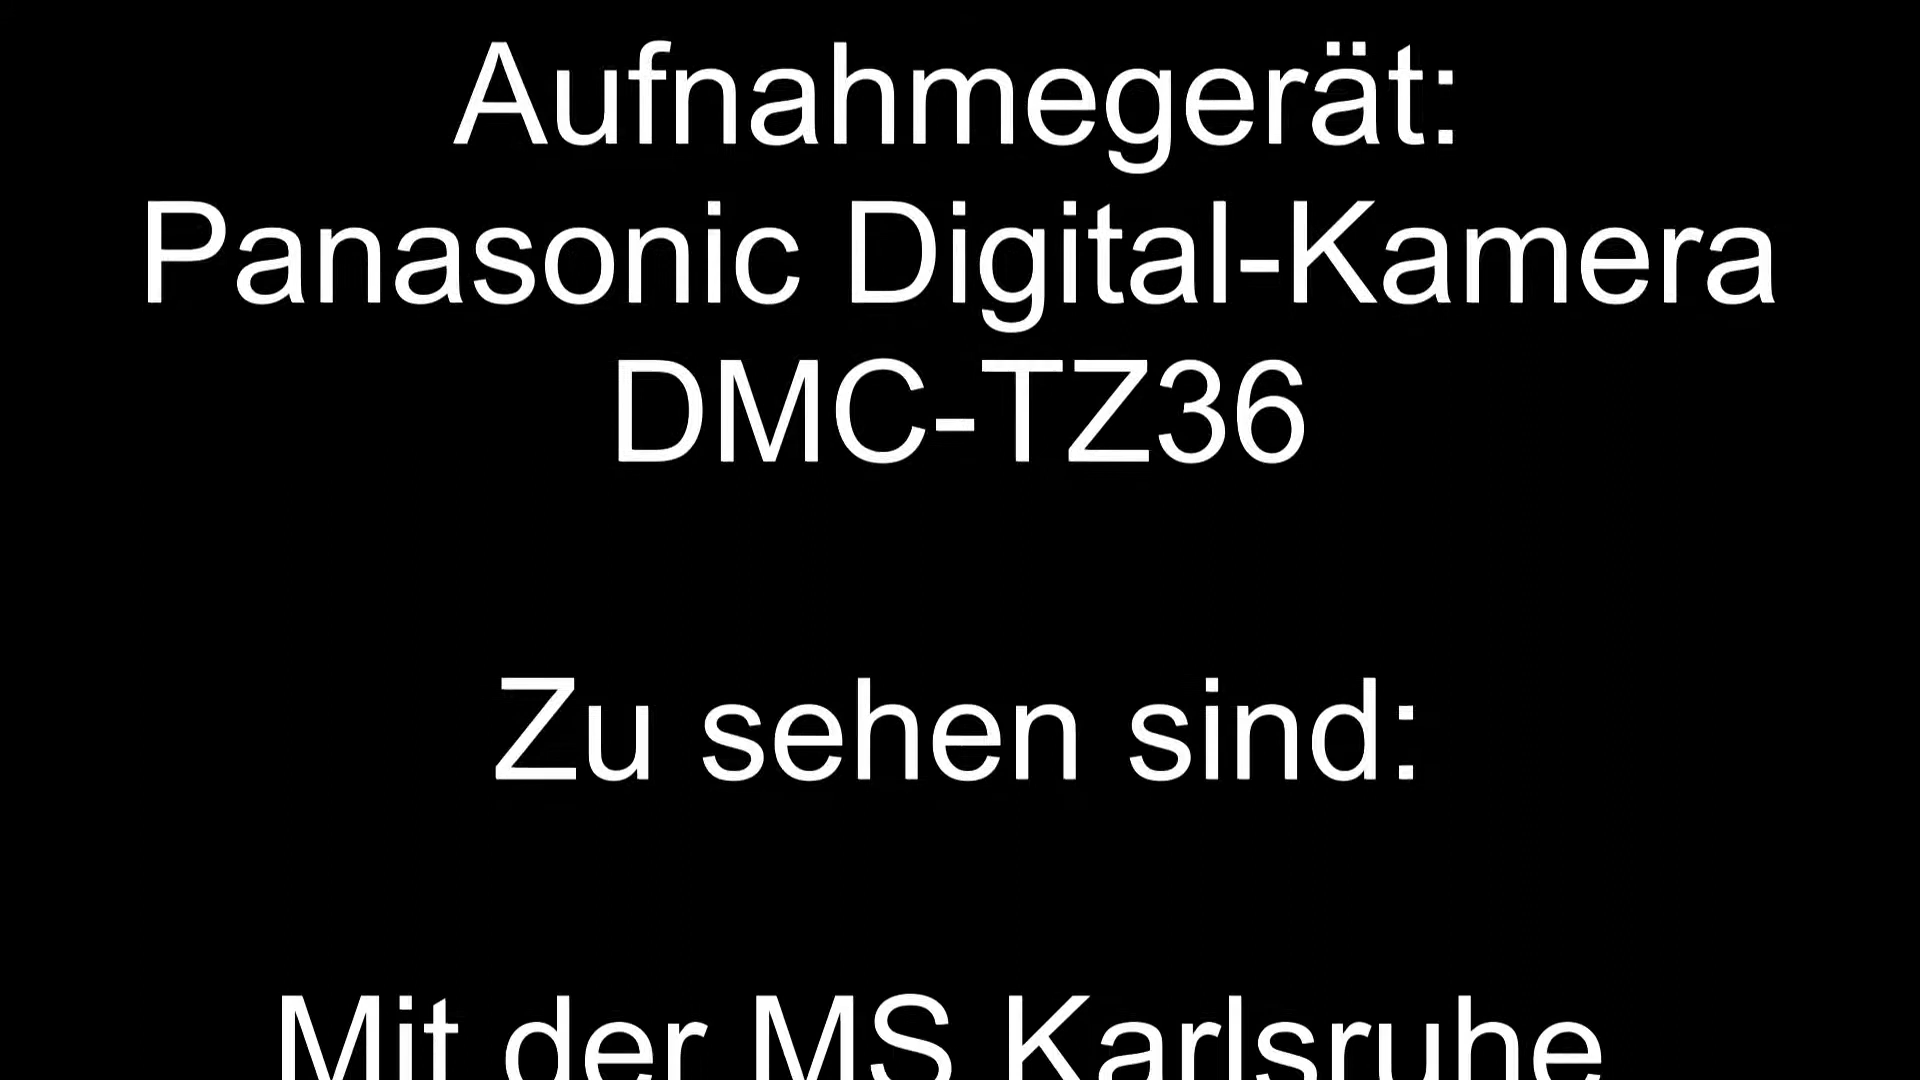 Aufnahmegerät:
Panasonic Digital-Kamera
DMC-TZ36
Zu sehen sind:
Mit der MS Karlsruhe